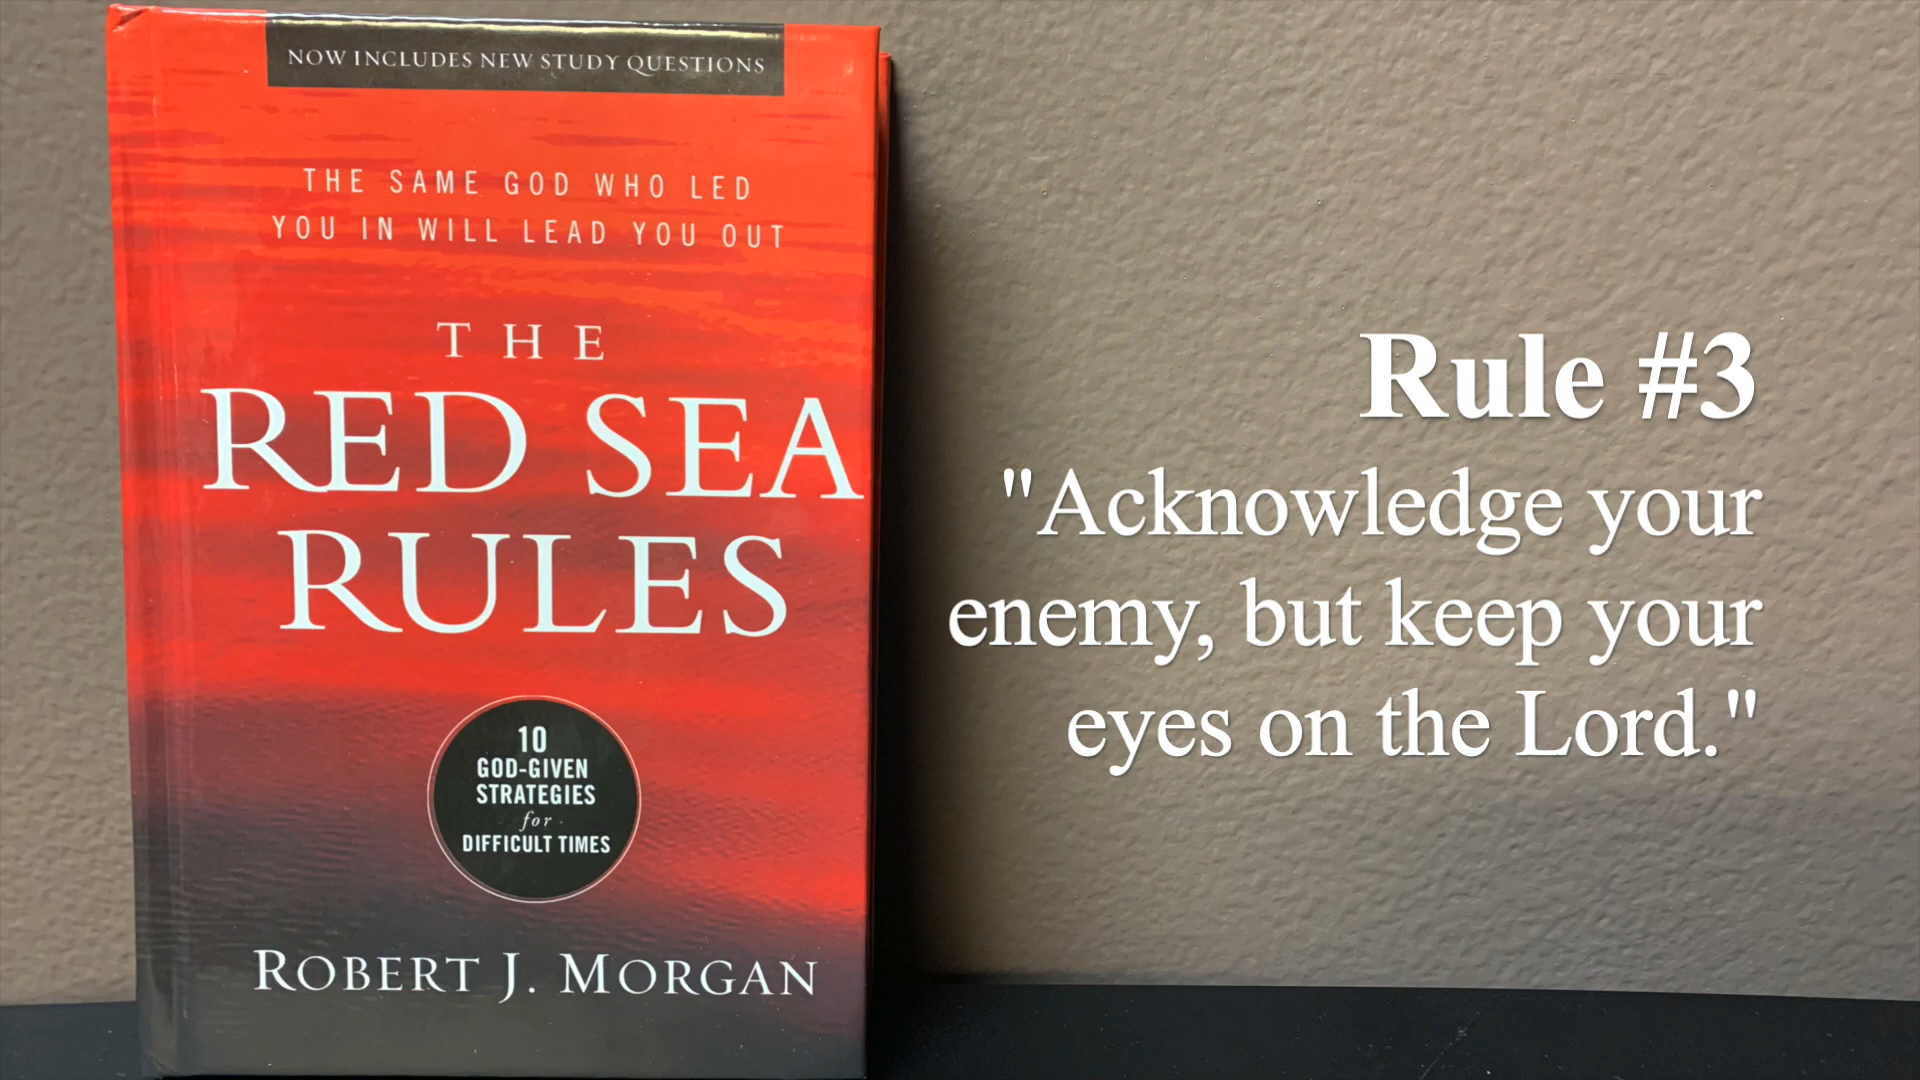 NOW INCLUDES NEW STUDY QUESTIONS
THE SAME GOD WHO LED
YOU IN WILL LEAD YOU OUT
THE
RED SEA
RULES
10
GOD-GIVEN
STRATEGIES
for
DIFFICULT TIMES
ROBERT J. MORGAN
Rule #3
"Acknowledge your
enemy, but keep your
eyes on the Lord."